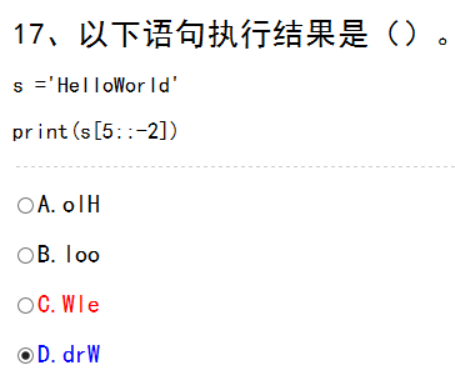 17、以下语句执行结果是（）。
s ='HelloWorld'
print(s[5::-2])
A. olH
B. loo
C. Wle
D. drW